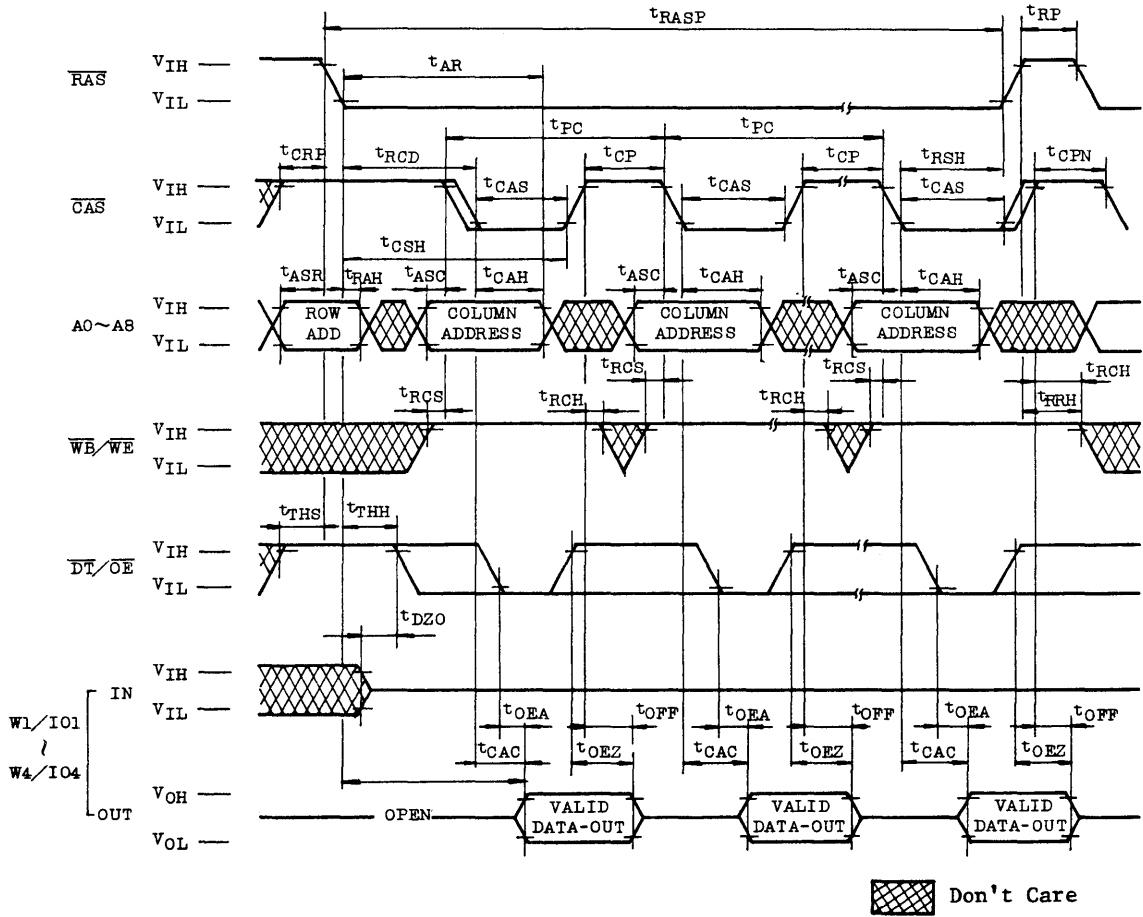 tRASP tRP
tAR
RAS VIH
VIL
tPC tPC
tCRP tRCD tCP tCP tRSH tCPN
CAS VIH tCAS tCAS tCAS
VIL
tCSH
tASR tRAH tASC tCAH tASC tCAH tASC tCAH
A0~A8 VIH ROW COLUMN COLUMN COLUMN
VIL ADD ADDRESS ADDRESS ADDRESS
tRCS tRCS tRCH
tRCS tRCH tRCH tRRH
WB/WE VIH
VIL
tTHS tTHH
DT/OE VIH
VIL
tDZO
IN VIH
VIL
W1/IO1 tOEA tOFF tOEA tOFF tOEA tOFF
~
W4/IO4 tCAC tOEZ tCAC tOEZ tCAC tOEZ
OUT VOH OPEN VALID VALID VALID
VOL DATA-OUT DATA-OUT DATA-OUT
Don't Care